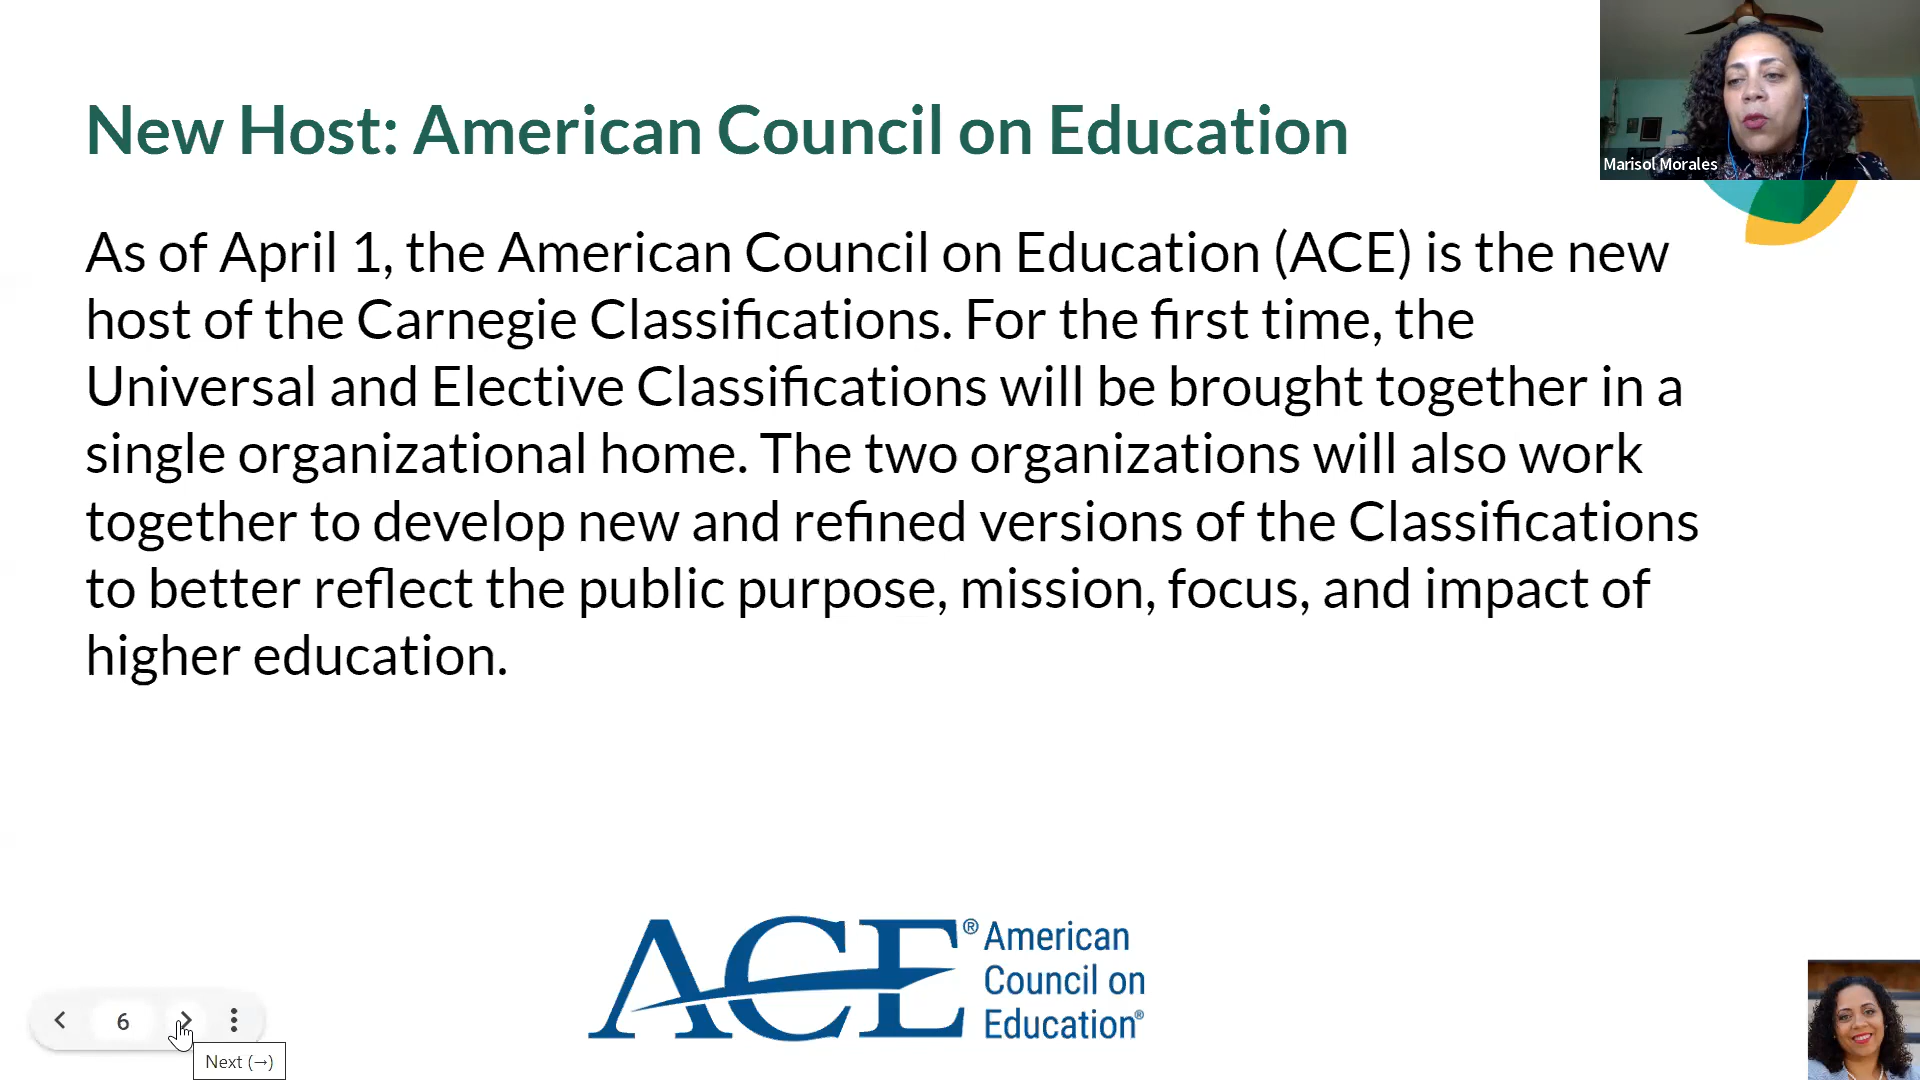 New Host: American Council on Education
Marisol Morales
As of April 1, the American Council on Education (ACE) is the new
host of the Carnegie Classifications. For the first time, the
Universal and Elective Classifications will be brought together in a
single organizational home. The two organizations will also work
together to develop new and refined versions of the Classifications
to better reflect the public purpose, mission, focus, and impact of
higher education.
ACE® American
Council on
Education®
6
Next (→)